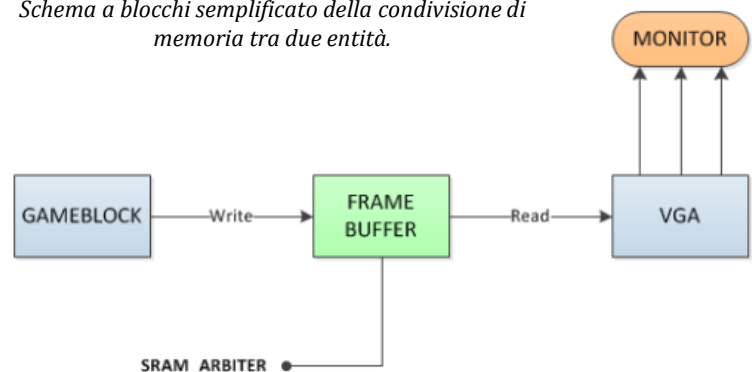 Schema a blocchi semplificato della condivisione di
memoria tra due entità.
MONITOR
GAMEBLOCK
Write
FRAME
BUFFER
Read
VGA
SRAM ARBITER